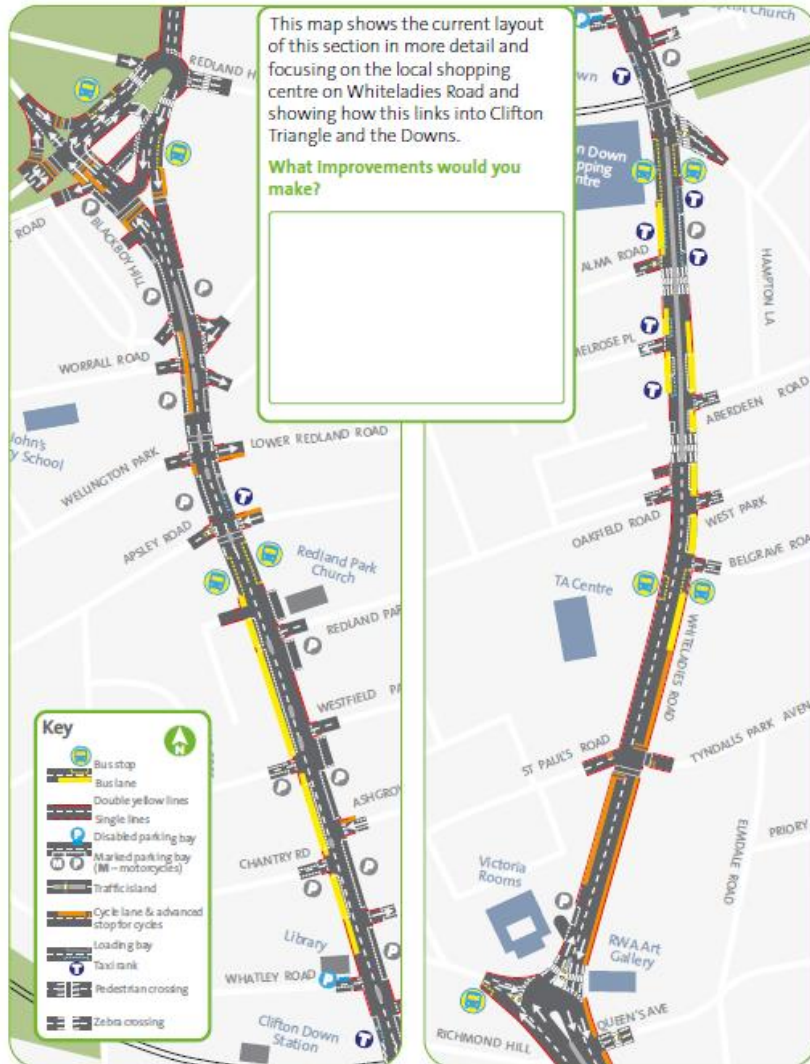 This map shows the current layout
of this section in more detail and
focusing on the local shopping
centre on Whiteladies Road and
showing how this links into Clifton
Triangle and the Downs.
What improvements would you
make?
REDLAND H
ROAD
BLACKBOY HILL
WORRALL ROAD
John's
y School
WELLINGTON PARK
LOWER REDLAND ROAD
APSLEY ROAD
Redland Park
Church
REDLAND PAR
WESTFIELD PA
ASHGRO
CHANTRY RD
Library
WHATLEY ROAD
Clifton Down
Station
Key
N
Bus stop
Bus lane
Double yellow lines
Single lines
Disabled parking bay
Marked parking bay
(M – motorcycles)
Traffic island
Cycle lane & advanced
stop for cycles
Loading bay
Taxi rank
Pedestrian crossing
Zebra crossing
ptist Church
own
n Down
pping
entre
ALMA ROAD
HAMPTON LA
MELROSE PL
ABERDEEN ROAD
OAKFIELD ROAD
WEST PARK
BELGRAVE ROA
TA Centre
WHITELADIES ROAD
ST PAUL'S ROAD
TYNDALLS PARK AVEN
ELMDALE ROAD
PRIORY
Victoria
Rooms
RWA Art
Gallery
QUEEN'S AVE
RICHMOND HILL